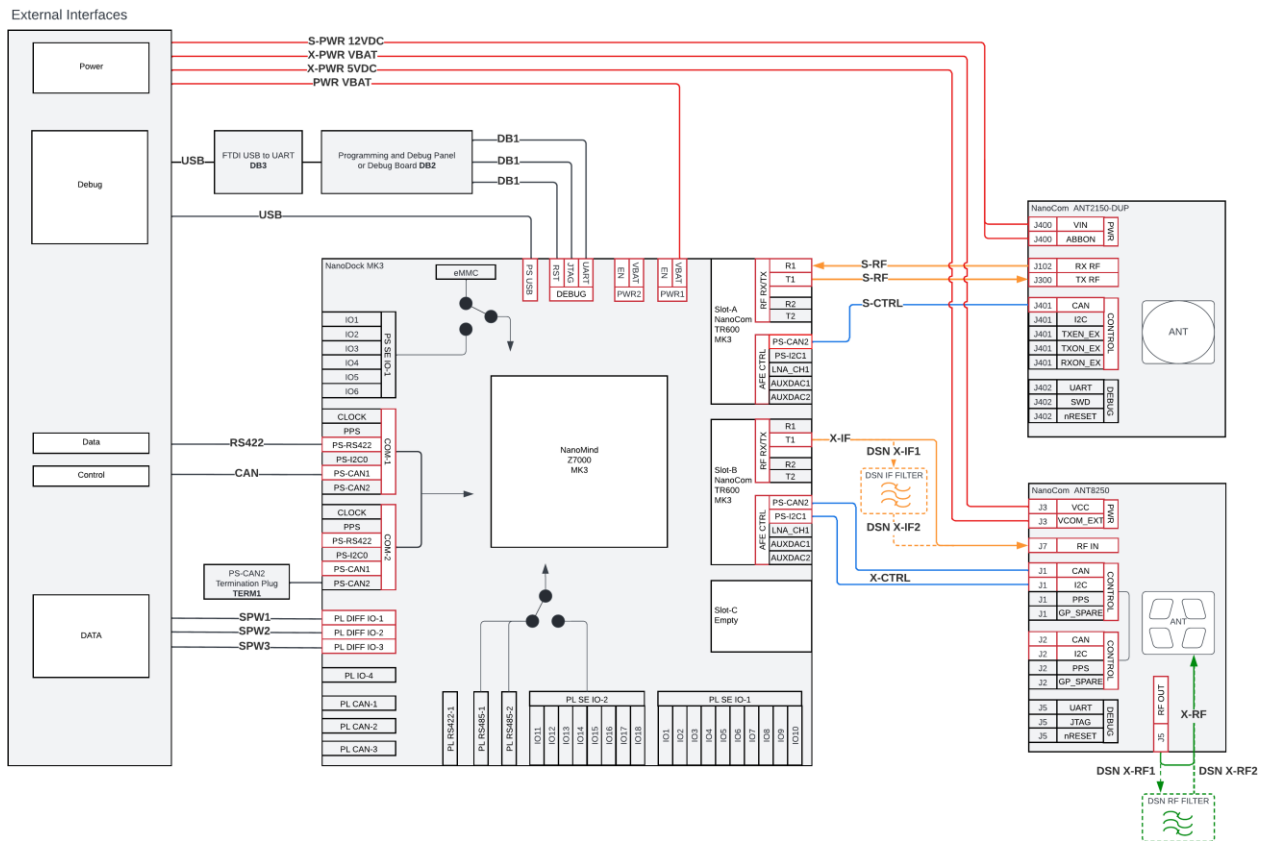 External Interfaces
Power
Debug
Data
Control
DATA
S-PWR 12VDC
X-PWR VBAT
X-PWR 5VDC
PWR VBAT
USB
FTDI USB to UART
DB3
Programming and Debug Panel
or Debug Board DB2
DB1
DB1
DB1
USB
RS422
CAN
PS-CAN2
Termination Plug
TERM1
SPW1
SPW2
SPW3
NanoDock MK3
eMMC
PS USB
RST
JTAG
UART
DEBUG
EN
VBAT
PWR2
EN
VBAT
PWR1
IO1
IO2
IO3
IO4
IO5
IO6
PS SE IO-1
CLOCK
PPS
PS-RS422
PS-I2C0
PS-CAN1
PS-CAN2
COM-1
CLOCK
PPS
PS-RS422
PS-I2C0
PS-CAN1
PS-CAN2
COM-2
PL DIFF IO-1
PL DIFF IO-2
PL DIFF IO-3
PL IO-4
PL CAN-1
PL CAN-2
PL CAN-3
NanoMind
Z7000
MK3
PL RS422-1
PL RS485-1
PL RS485-2
PL SE IO-2
IO11
IO12
IO13
IO14
IO15
IO16
IO17
IO18
PL SE IO-1
IO1
IO2
IO3
IO4
IO5
IO6
IO7
IO8
IO9
IO10
Slot-A
NanoCom
TR600
MK3
RF RX/TX
R1
T1
R2
T2
AFE CTRL
PS-CAN2
PS-I2C1
LNA_CH1
AUXDAC1
AUXDAC2
Slot-B
NanoCom
TR600
MK3
RF RX/TX
R1
T1
R2
T2
AFE CTRL
PS-CAN2
PS-I2C1
LNA_CH1
AUXDAC1
AUXDAC2
Slot-C
Empty
S-RF
S-RF
S-CTRL
X-IF
DSN X-IF1
DSN IF FILTER
DSN X-IF2
X-CTRL
NanoCom ANT2150-DUP
J400 VIN
J400 ABBON
PWR
J102 RX RF
J300 TX RF
J401 CAN
J401 I2C
J401 TXEN_EX
J401 TXON_EX
J401 RXON_EX
CONTROL
J402 UART
J402 SWD
J402 nRESET
DEBUG
ANT
NanoCom ANT8250
J3 VCC
J3 VCOM_EXT
PWR
J7 RF IN
J1 CAN
J1 I2C
J1 PPS
J1 GP_SPARE
CONTROL
J2 CAN
J2 I2C
J2 PPS
J2 GP_SPARE
CONTROL
J5 UART
J5 JTAG
J5 nRESET
DEBUG
ANT
RF OUT
J5
X-RF
DSN X-RF1
DSN X-RF2
DSN RF FILTER